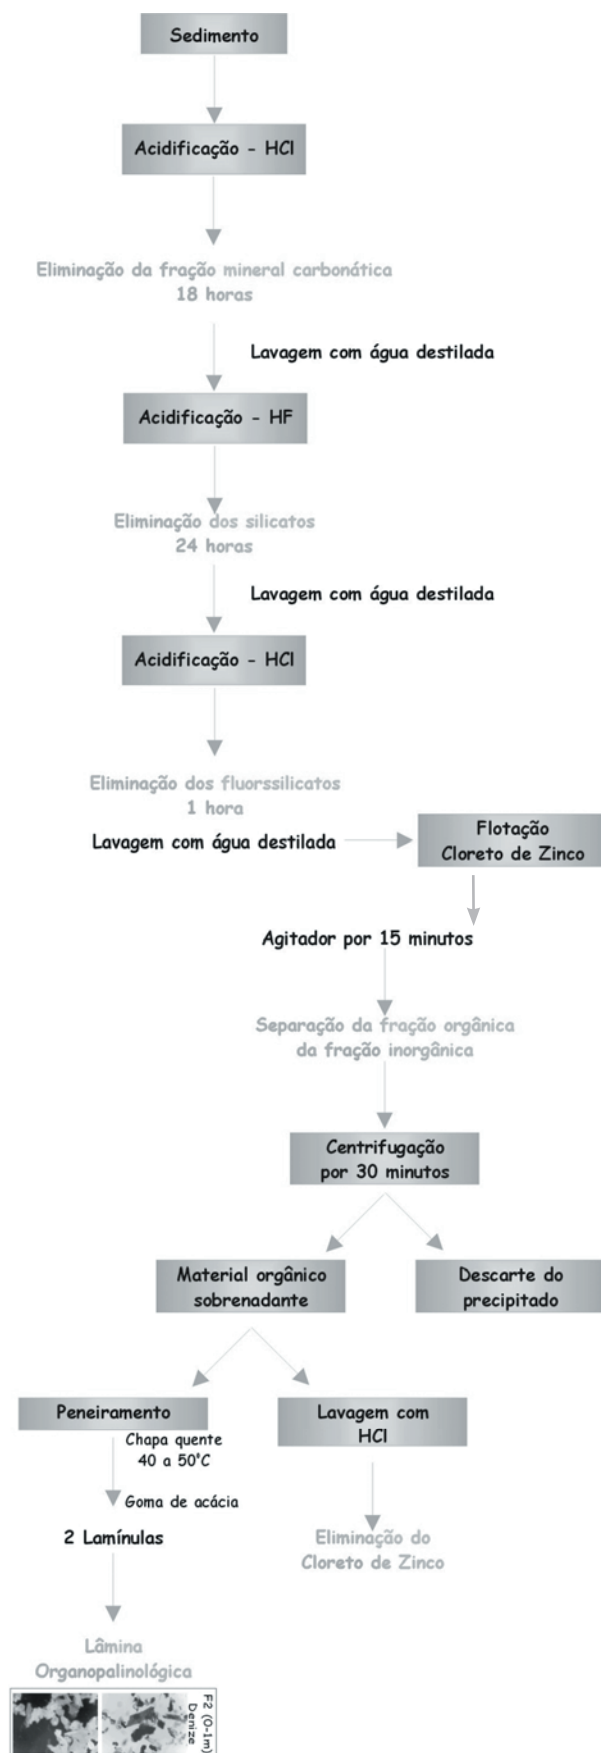 Sedimento
Acidificação - HCl
Eliminação da fração mineral carbonática
18 horas
Lavagem com água destilada
Acidificação - HF
Eliminação dos silicatos
24 horas
Lavagem com água destilada
Acidificação - HCl
Eliminação dos fluorssilicatos
1 hora
Lavagem com água destilada
Flotação
Cloreto de Zinco
Agitador por 15 minutos
Separação da fração orgânica
da fração inorgânica
Centrifugação
por 30 minutos
Material orgânico
sobrenadante
Descarte do
precipitado
Peneiramento
Lavagem com
HCl
Chapa quente
40 a 50°C
Goma de acácia
2 Lamínulas
Eliminação do
Cloreto de Zinco
Lâmina
Organopalinológica
F2 (0-1m)
Denize